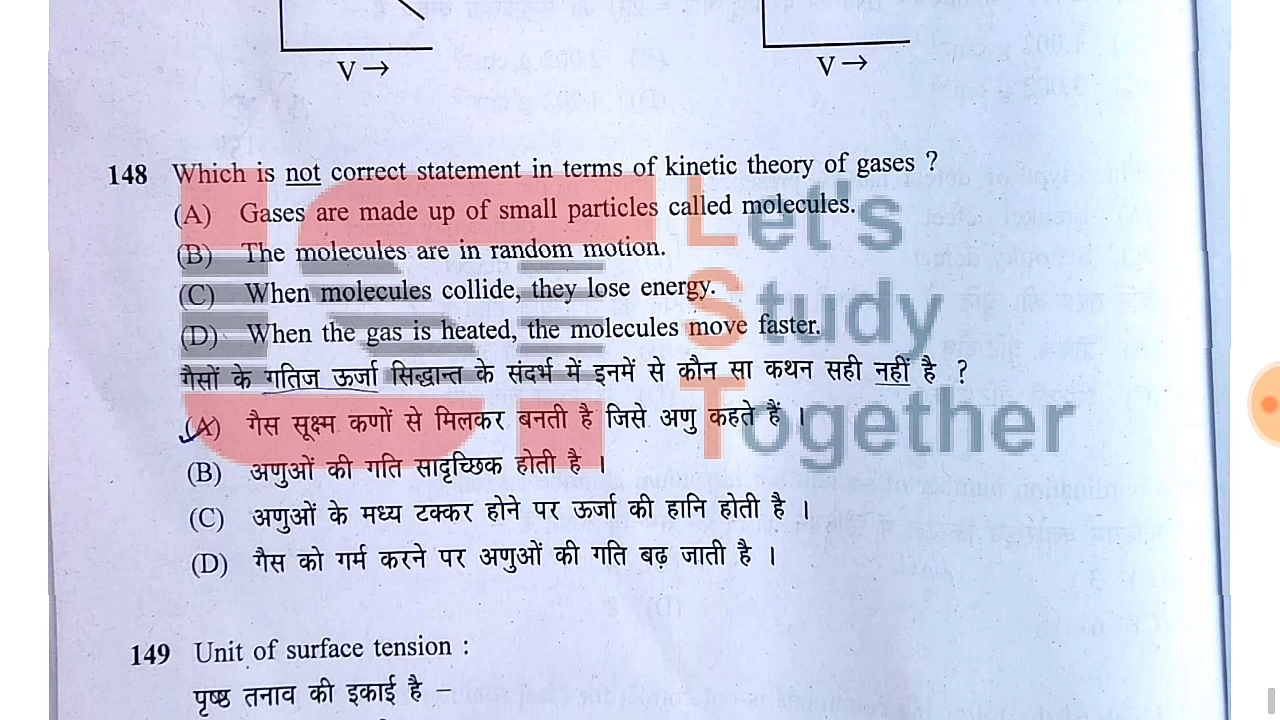 V →
V →
148 Which is not correct statement in terms of kinetic theory of gases ?
(A) Gases are made up of small particles called molecules.
(B) The molecules are in random motion.
(C) When molecules collide, they lose energy.
(D) When the gas is heated, the molecules move faster.
गैसों के गतिज ऊर्जा सिद्धान्त के संदर्भ में इनमें से कौन सा कथन सही नहीं है ?
(A) गैस सूक्ष्म कणों से मिलकर बनती है जिसे अणु कहते हैं ।
(B) अणुओं की गति सादृच्छिक होती है ।
(C) अणुओं के मध्य टक्कर होने पर ऊर्जा की हानि होती है ।
(D) गैस को गर्म करने पर अणुओं की गति बढ़ जाती है ।
149 Unit of surface tension :
पृष्ठ तनाव की इकाई है –
Let's
Study
Together